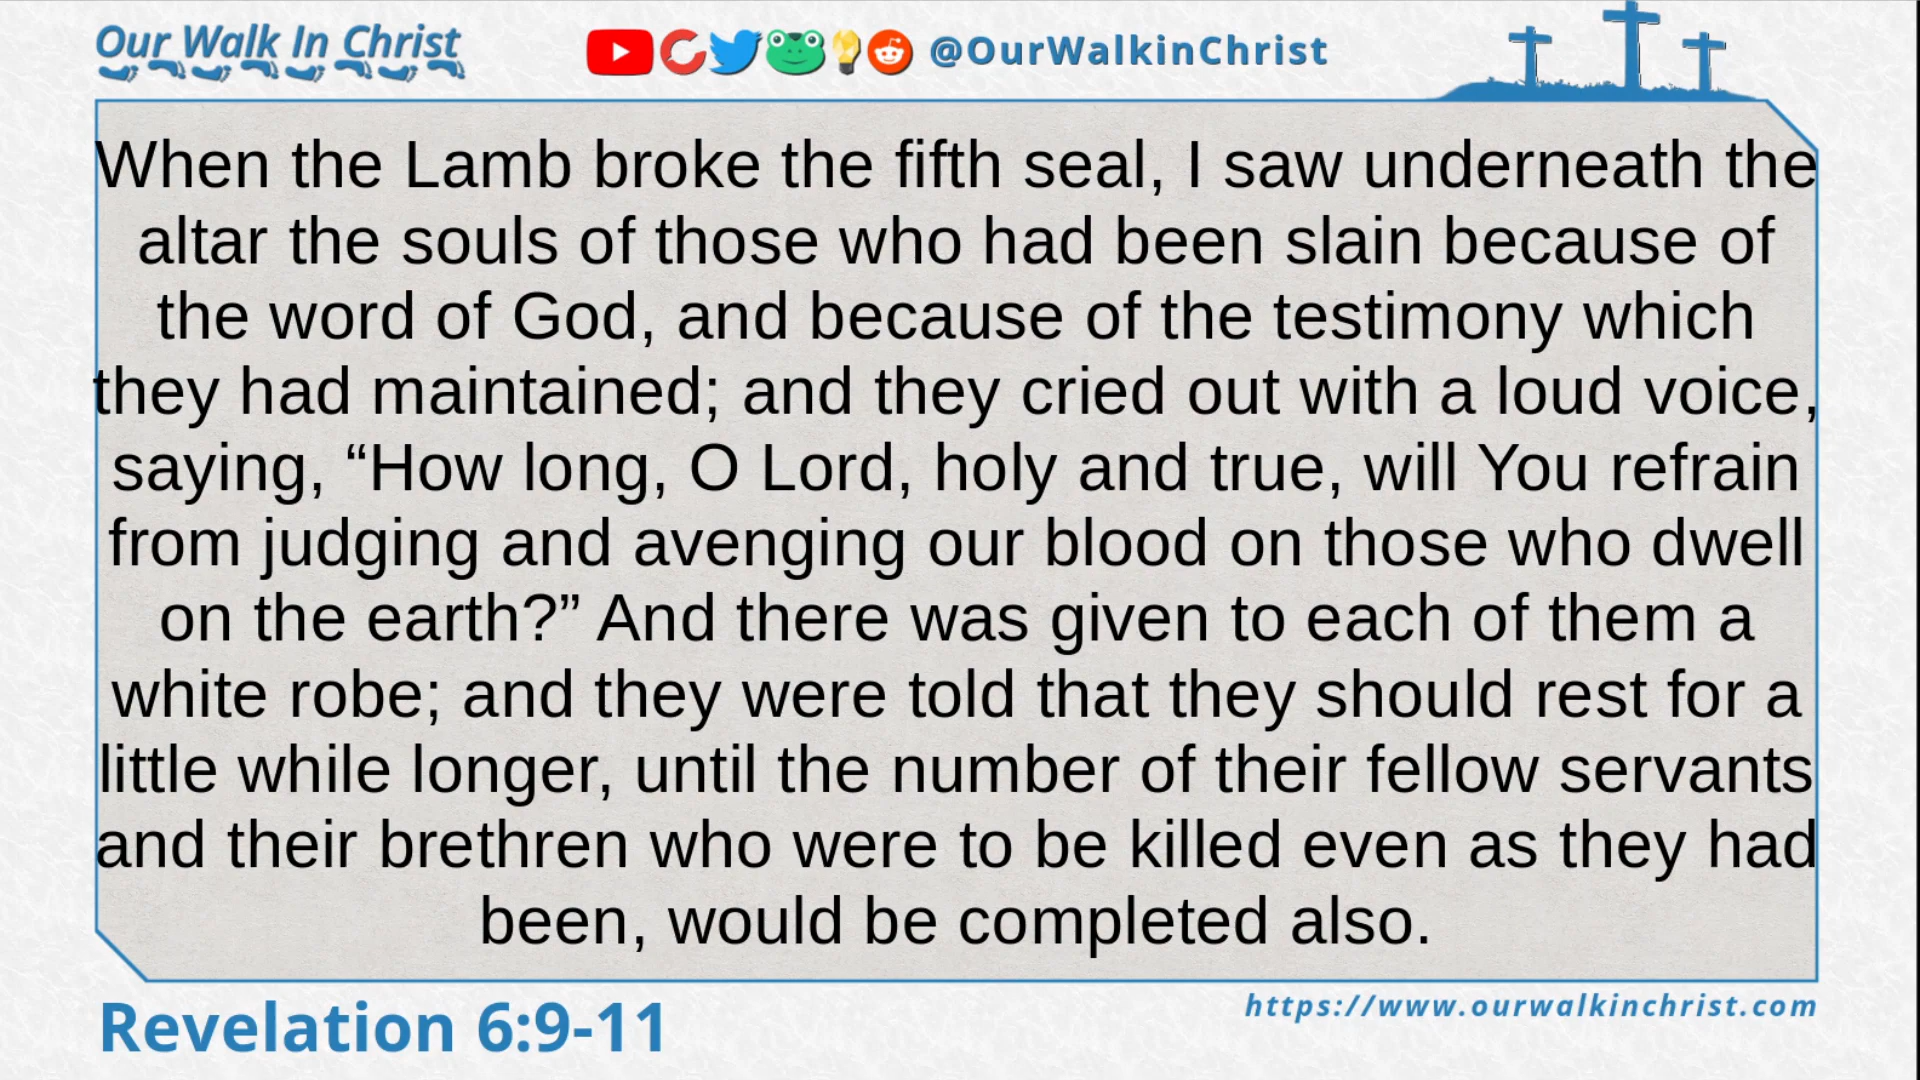 Our Walk In Christ
@OurWalkinChrist
When the Lamb broke the fifth seal, I saw underneath the
altar the souls of those who had been slain because of
the word of God, and because of the testimony which
they had maintained; and they cried out with a loud voice,
saying, “How long, O Lord, holy and true, will You refrain
from judging and avenging our blood on those who dwell
on the earth?” And there was given to each of them a
white robe; and they were told that they should rest for a
little while longer, until the number of their fellow servants
and their brethren who were to be killed even as they had
been, would be completed also.
Revelation 6:9-11
https://www.ourwalkinchrist.com